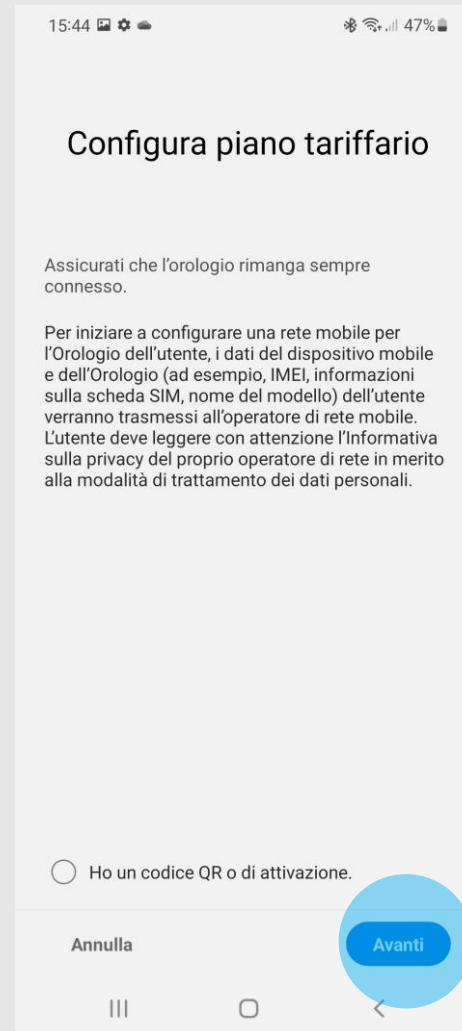 15:44 47%
Configura piano tariffario
Assicurati che l'orologio rimanga sempre
connesso.
Per iniziare a configurare una rete mobile per
l'Orologio dell'utente, i dati del dispositivo mobile
e dell'Orologio (ad esempio, IMEI, informazioni
sulla scheda SIM, nome del modello) dell'utente
verranno trasmessi all'operatore di rete mobile.
L'utente deve leggere con attenzione l'Informativa
sulla privacy del proprio operatore di rete in merito
alla modalità di trattamento dei dati personali.
Ho un codice QR o di attivazione.
Annulla Avanti